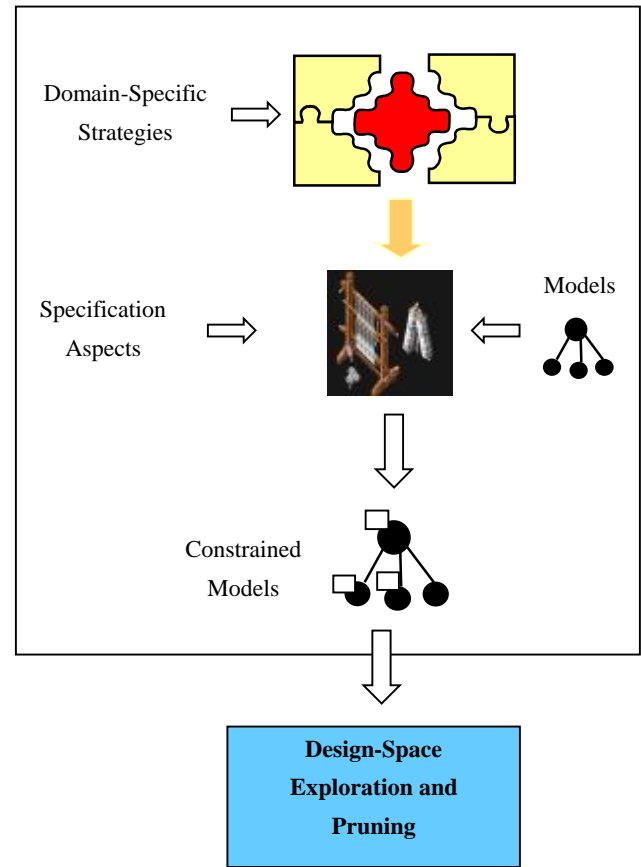 Domain-Specific
Strategies
Models
Specification
Aspects
Constrained
Models
Design-Space
Exploration and
Pruning